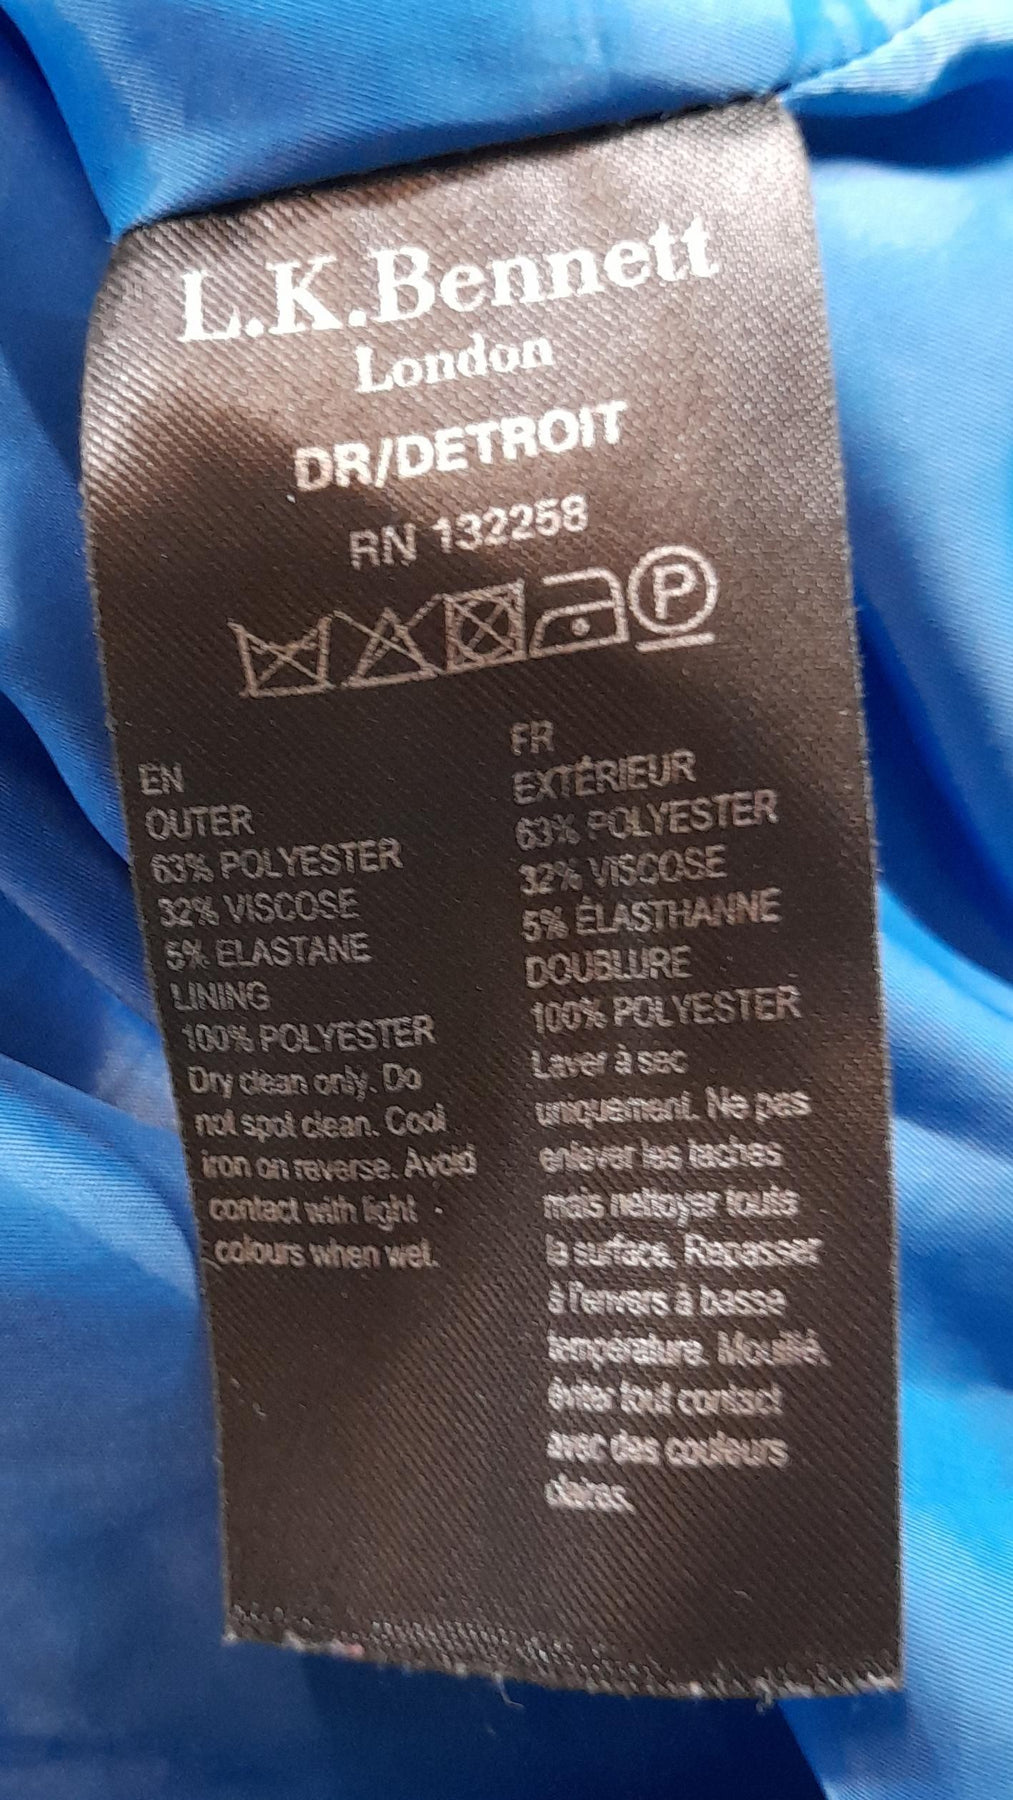 L.K.Bennett
London
DR/DETROIT
RN 132258
P
EN
OUTER
63% POLYESTER
32% VISCOSE
5% ELASTANE
LINING
100% POLYESTER
Dry clean only. Do
not spot clean. Cool
iron on reverse. Avoid
contact with light
colours when wet.
FR
EXTÉRIEUR
63% POLYESTER
32% VISCOSE
5% ÉLASTHANNE
DOUBLURE
100% POLYESTER
Laver à sec
uniquement. Ne pas
enlever les taches
mais nettoyer toute
la surface. Repasser
à l'envers à basse
température. Mouillé,
éviter tout contact
avec des couleurs
claires.